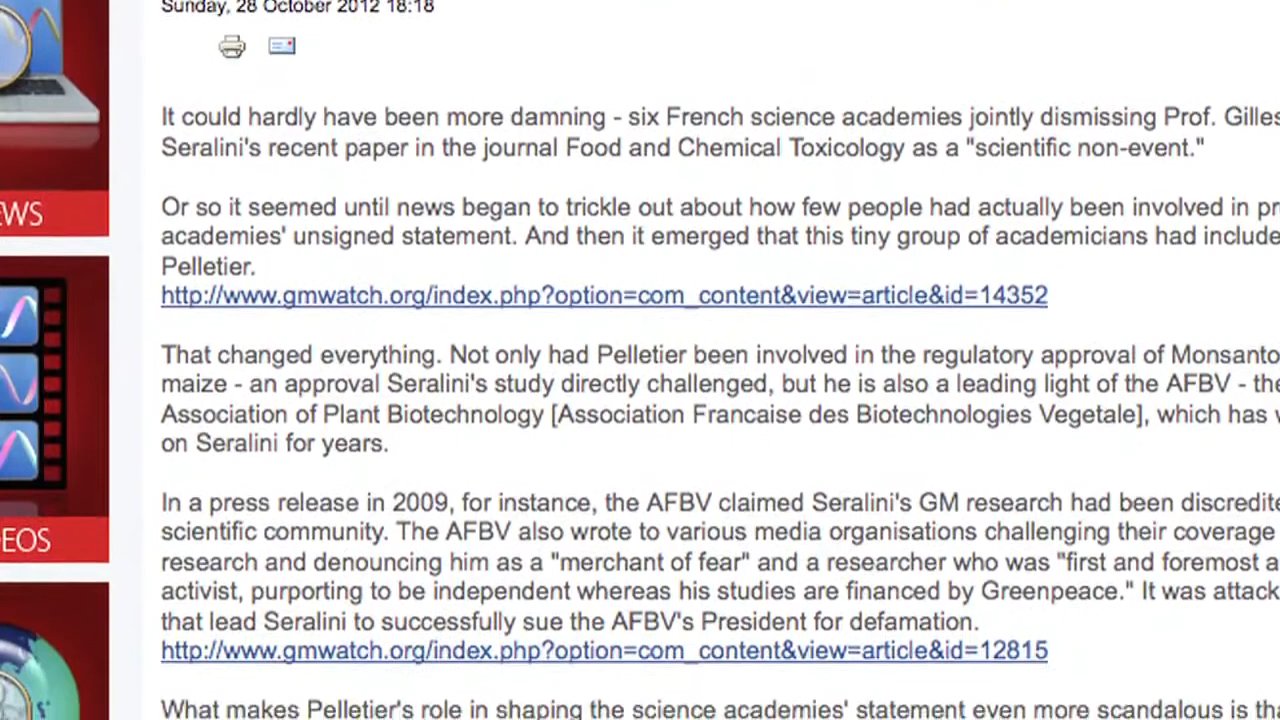 Sunday, 28 October 2012 18:18
It could hardly have been more damning - six French science academies jointly dismissing Prof. Gilles
Seralini's recent paper in the journal Food and Chemical Toxicology as a "scientific non-event."
Or so it seemed until news began to trickle out about how few people had actually been involved in
academies' unsigned statement. And then it emerged that this tiny group of academicians had include
Pelletier.
http://www.gmwatch.org/index.php?option=com_content&view=article&id=14352
That changed everything. Not only had Pelletier been involved in the regulatory approval of Monsanto
maize - an approval Seralini's study directly challenged, but he is also a leading light of the AFBV - the
EWS
Association of Plant Biotechnology [Association Francaise des Biotechnologies Vegetale], which has
on Seralini for years.
In a press release in 2009, for instance, the AFBV claimed Seralini's GM research had been discredite
scientific community. The AFBV also wrote to various media organisations challenging their coverage
research and denouncing him as a "merchant of fear" and a researcher who was "first and foremost a
activist, purporting to be independent whereas his studies are financed by Greenpeace." It was attack
that lead Seralini to successfully sue the AFBV's President for defamation.
http://www.gmwatch.org/index.php?option=com_content&view=article&id=12815
What makes Pelletier's role in shaping the science academies' statement even more scandalous is
DEOS